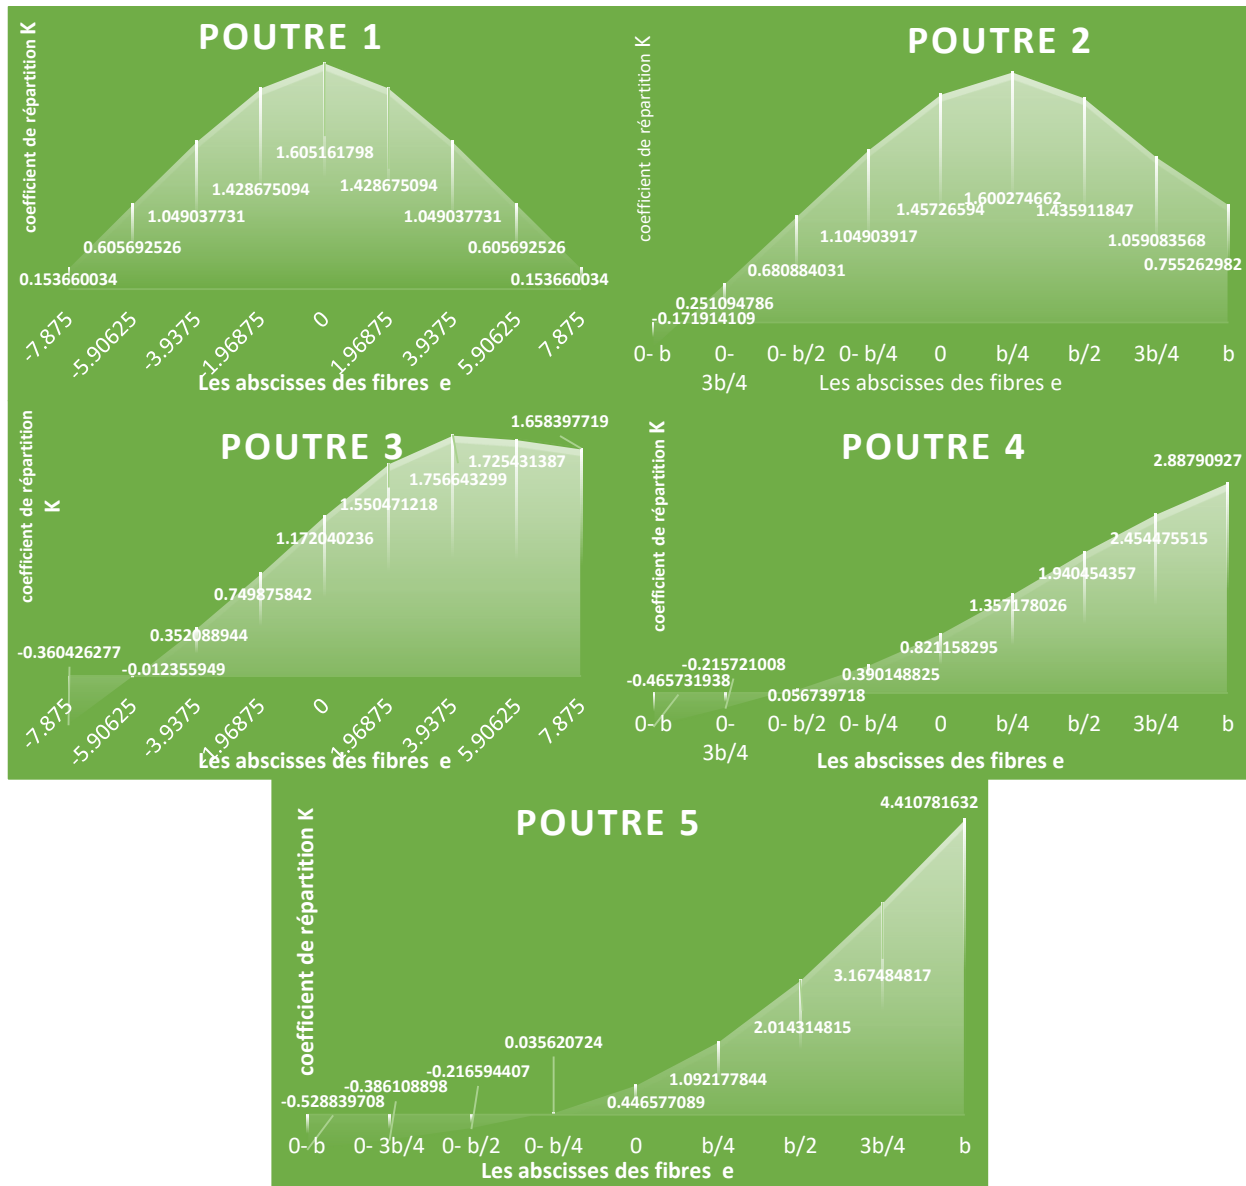 POUTRE 1
coefficient de répartition K
1.605161798
1.428675094
1.428675094
1.049037731
1.049037731
0.605692526
0.605692526
0.153660034
0.153660034
-7.875
-5.90625
-3.9375
-1.96875
0
1.96875
3.9375
5.90625
7.875
Les abscisses des fibres e
POUTRE 2
coefficient de répartition K
1.600274662
1.45726594
1.435911847
1.104903917
1.059083568
0.755262982
0.680884031
0.251094786
-0.171914109
0- b
0-
3b/4
0- b/2
0- b/4
0
b/4
b/2
3b/4
b
Les abscisses des fibres e
POUTRE 3
coefficient de répartition
K
1.658397719
1.725431387
1.756643299
1.550471218
1.172040236
0.749875842
0.352088944
-0.360426277
-0.012355949
-7.875
-5.90625
-3.9375
-1.96875
0
1.96875
3.9375
5.90625
7.875
Les abscisses des fibres e
POUTRE 4
coefficient de répartition K
2.88790927
2.454475515
1.940454357
1.357178026
0.821158295
0.390148825
-0.215721008
-0.465731938
0.056739718
0- b
0-
3b/4
0- b/2
0- b/4
0
b/4
b/2
3b/4
b
Les abscisses des fibres e
POUTRE 5
coefficient de répartition K
4.410781632
3.167484817
2.014314815
0.035620724
-0.216594407
1.092177844
-0.386108898
-0.528839708
0.446577089
0- b
0- 3b/4
0- b/2
0- b/4
0
b/4
b/2
3b/4
b
Les abscisses des fibres e